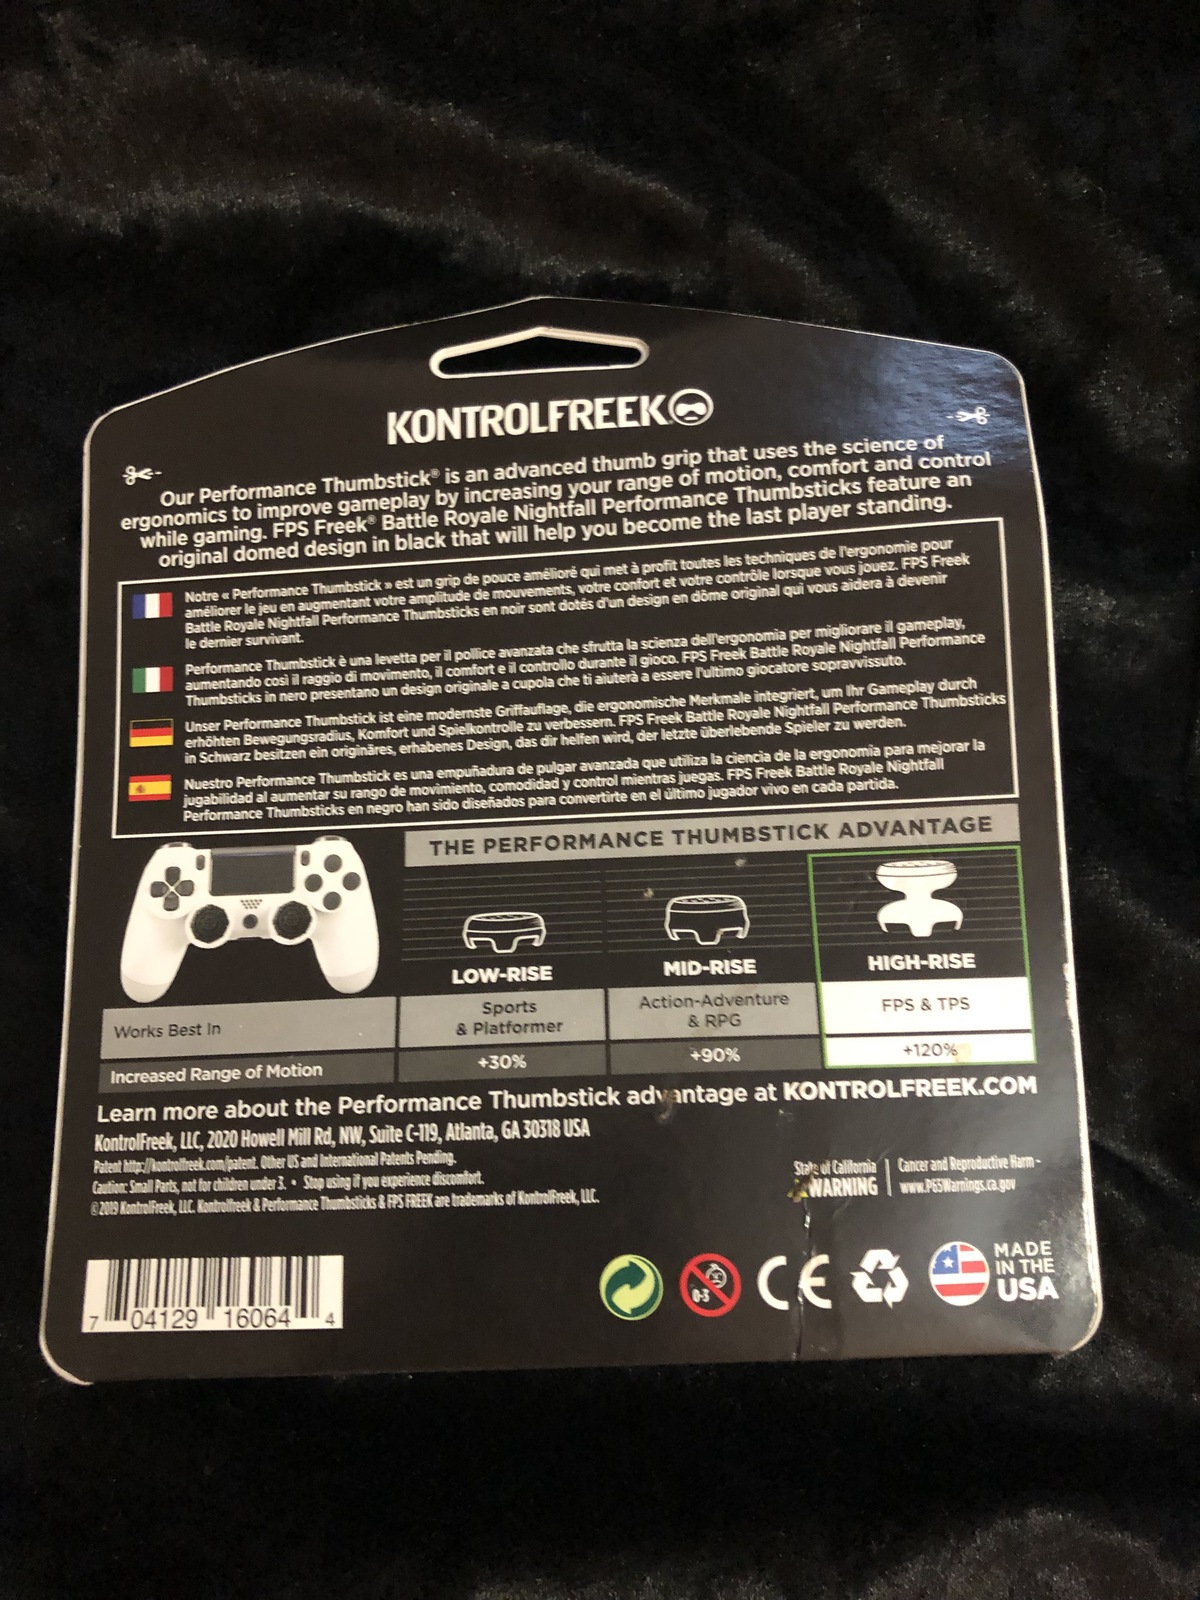 KONTROLFREEK
Our Performance Thumbstick® is an advanced thumb grip that uses the science of
ergonomics to improve gameplay by increasing your range of motion, comfort and control
while gaming. FPS Freek® Battle Royale Nightfall Performance Thumbsticks feature an
original domed design in black that will help you become the last player standing.
Notre « Performance Thumbstick » est un grip de pouce amélioré qui met à profit toutes les techniques de l'ergonomie pour
améliorer le jeu en augmentant votre amplitude de mouvements, votre confort et votre contrôle lorsque vous jouez. FPS Freek
Battle Royale Nightfall Performance Thumbsticks en noir sont dotés d'un design en dôme original qui vous aidera à devenir
le dernier survivant.
Performance Thumbstick è una levetta per il pollice avanzata che sfrutta la scienza dell'ergonomia per migliorare il gameplay,
aumentando così il raggio di movimento, il comfort e il controllo durante il gioco. FPS Freek Battle Royale Nightfall Performance
Thumbsticks in nero presentano un design originale a cupola che ti aiuterà a essere l'ultimo giocatore sopravvissuto.
Unser Performance Thumbstick ist eine modernste Griffauflage, die ergonomische Merkmale integriert, um Ihr Gameplay durch
erhöhten Bewegungsradius, Komfort und Spielkontrolle zu verbessern. FPS Freek Battle Royale Nightfall Performance Thumbsticks
in Schwarz besitzen ein originäres, erhabenes Design, das dir helfen wird, der letzte überlebende Spieler zu werden.
Nuestro Performance Thumbstick es una empuñadura de pulgar avanzada que utiliza la ciencia de la ergonomía para mejorar la
jugabilidad al aumentar su rango de movimiento, comodidad y control mientras juegas. FPS Freek Battle Royale Nightfall
Performance Thumbsticks en negro han sido diseñados para convertirte en el último jugador vivo en cada partida.
THE PERFORMANCE THUMBSTICK ADVANTAGE
LOW-RISE MID-RISE HIGH-RISE
Works Best In
Sports
& Platformer
Action-Adventure
& RPG
FPS & TPS
Increased Range of Motion +30% +90% +120%
Learn more about the Performance Thumbstick advantage at KONTROLFREEK.COM
KontrolFreek, LLC, 2020 Howell Mill Rd, NW, Suite C-119, Atlanta, GA 30318 USA
Patent http://kontrolfreek.com/patent. Other US and International Patents Pending.
Caution: Small Parts, not for children under 3. • Stop using if you experience discomfort.
©2019 KontrolFreek, LLC. Kontrolfreek & Performance Thumbsticks & FPS FREEK are trademarks of KontrolFreek, LLC.
State of California
WARNING
Cancer and Reproductive Harm -
www.P65Warnings.ca.gov
7 04129 16064 4
0-3
CE
MADE
IN THE
USA